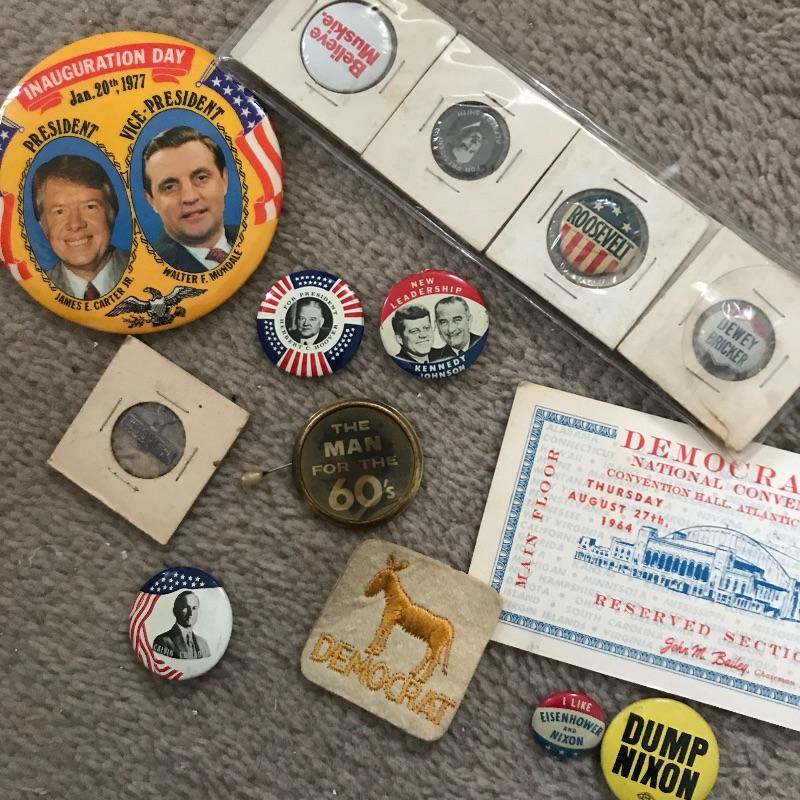 INAUGURATION DAY
Jan. 20th, 1977
PRESIDENT
VICE-PRESIDENT
JAMES E. CARTER JR.
WALTER F. MONDALE
Believe
Muskie.
SMITH
ROOSEVELT
DEWEY
BRICKER
FOR PRESIDENT
HERBERT C. HOOVER
NEW
LEADERSHIP
KENNEDY
JOHNSON
THE
MAN
FOR THE
60's
DEMOCRA
NATIONAL CONVE
CONVENTION HALL, ATLANTIC
THURSDAY
AUGUST 27th,
1964
MAIN FLOOR
RESERVED SECTIO
John M. Bailey, Chairman
CALVIN
DEMOCRAT
I LIKE
EISENHOWER
AND
NIXON
DUMP
NIXON